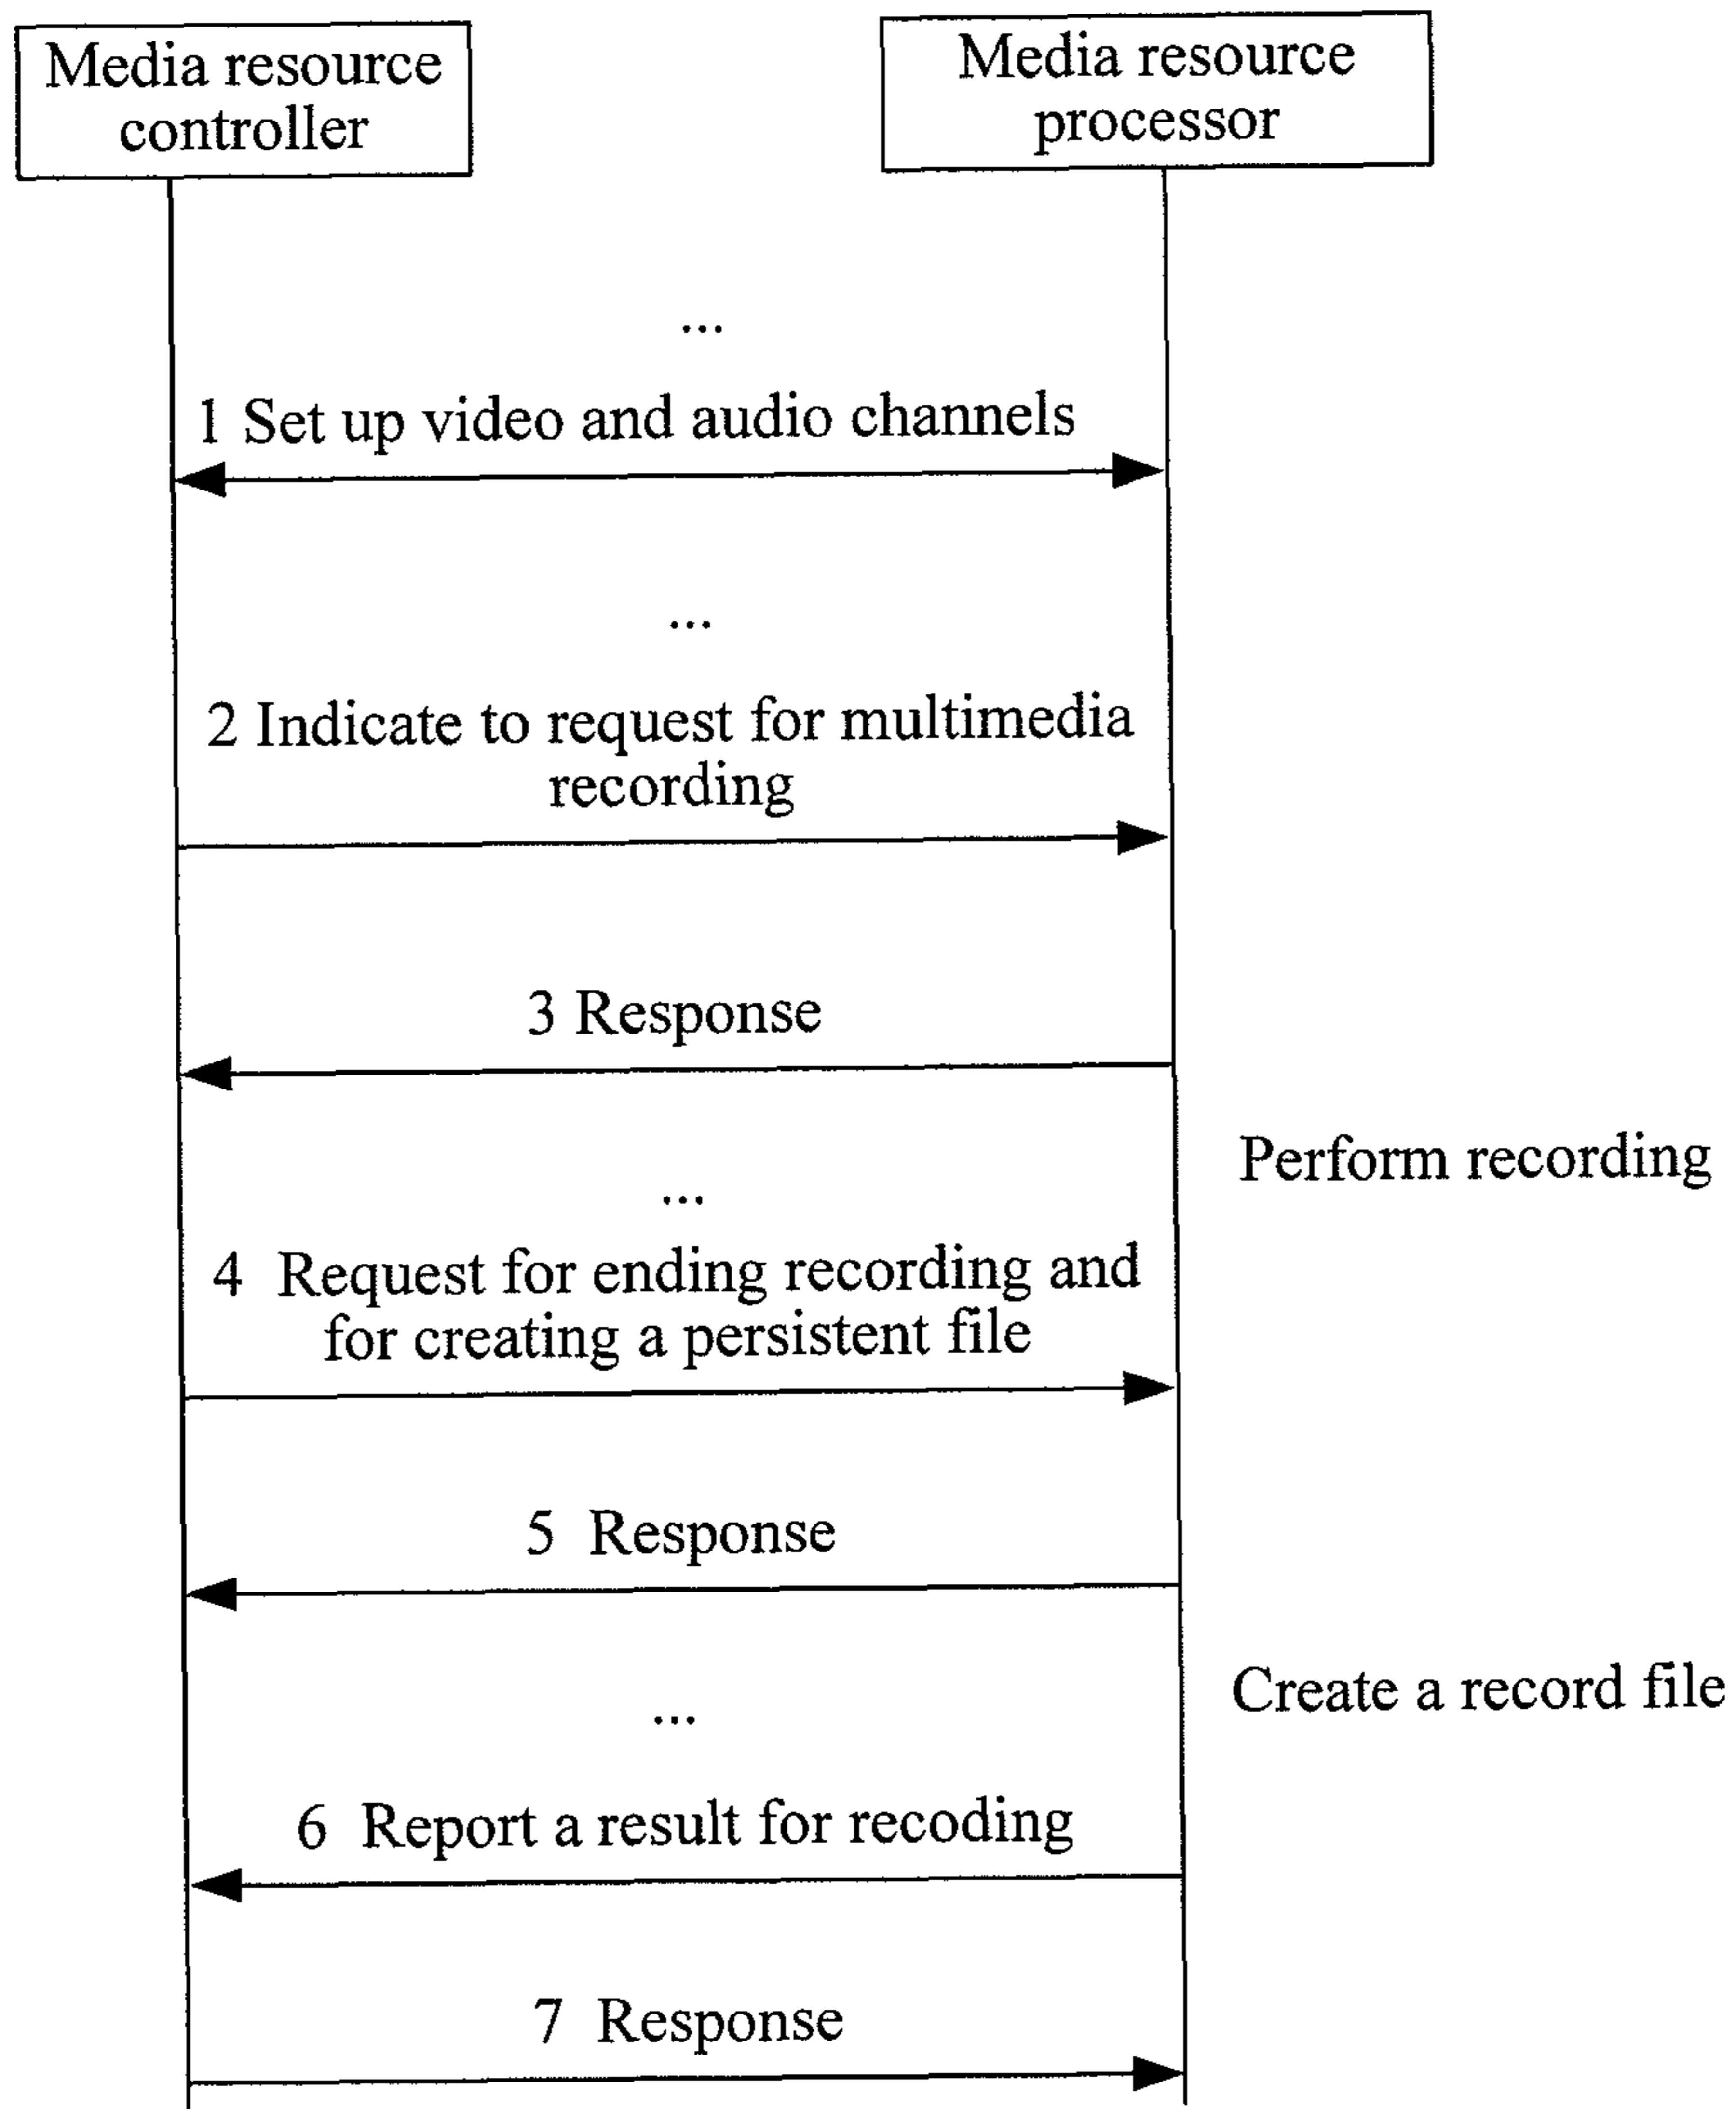 Media resource
controller
Media resource
processor
...
1 Set up video and audio channels
...
2 Indicate to request for multimedia
recording
3 Response
Perform recording
...
4 Request for ending recording and
for creating a persistent file
5 Response
Create a record file
...
6 Report a result for recoding
7 Response